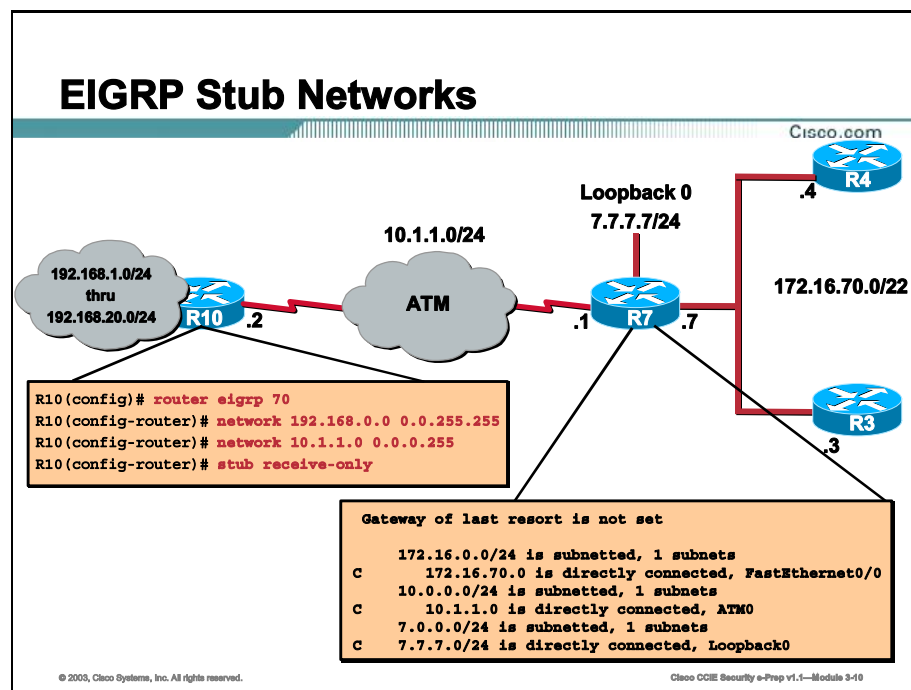 EIGRP Stub Networks
Cisco.com
R4
.4
Loopback 0
7.7.7.7/24
10.1.1.0/24
192.168.1.0/24
thru
192.168.20.0/24
R10
.2
ATM
.1
R7
.7
172.16.70.0/22
R3
.3
R10(config)# router eigrp 70
R10(config-router)# network 192.168.0.0 0.0.255.255
R10(config-router)# network 10.1.1.0 0.0.0.255
R10(config-router)# stub receive-only
Gateway of last resort is not set
172.16.0.0/24 is subnetted, 1 subnets
C 172.16.70.0 is directly connected, FastEthernet0/0
10.0.0.0/24 is subnetted, 1 subnets
C 10.1.1.0 is directly connected, ATM0
7.0.0.0/24 is subnetted, 1 subnets
C 7.7.7.0 is directly connected, Loopback0
© 2003, Cisco Systems, Inc. All rights reserved.
Cisco CCIE Security e-Prep v1.1—Module 3-10